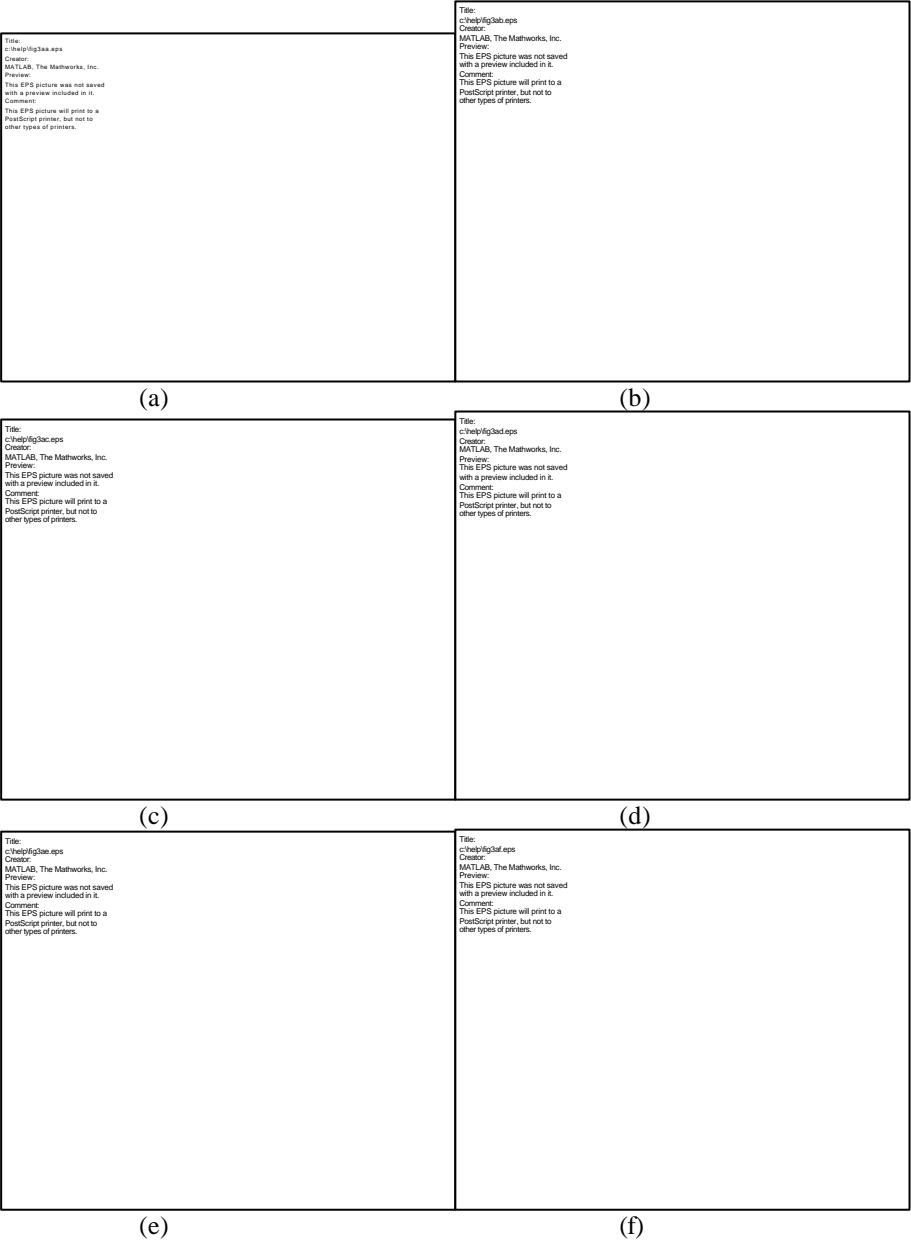 Title:
c:\help\fig3aa.eps
Creator:
MATLAB, The Mathworks, Inc.
Preview:
This EPS picture was not saved
with a preview included in it.
Comment:
This EPS picture will print to a
PostScript printer, but not to
other types of printers.
(a)
Title:
c:\help\fig3ab.eps
Creator:
MATLAB, The Mathworks, Inc.
Preview:
This EPS picture was not saved
with a preview included in it.
Comment:
This EPS picture will print to a
PostScript printer, but not to
other types of printers.
(b)
Title:
c:\help\fig3ac.eps
Creator:
MATLAB, The Mathworks, Inc.
Preview:
This EPS picture was not saved
with a preview included in it.
Comment:
This EPS picture will print to a
PostScript printer, but not to
other types of printers.
(c)
Title:
c:\help\fig3ad.eps
Creator:
MATLAB, The Mathworks, Inc.
Preview:
This EPS picture was not saved
with a preview included in it.
Comment:
This EPS picture will print to a
PostScript printer, but not to
other types of printers.
(d)
Title:
c:\help\fig3ae.eps
Creator:
MATLAB, The Mathworks, Inc.
Preview:
This EPS picture was not saved
with a preview included in it.
Comment:
This EPS picture will print to a
PostScript printer, but not to
other types of printers.
(e)
Title:
c:\help\fig3af.eps
Creator:
MATLAB, The Mathworks, Inc.
Preview:
This EPS picture was not saved
with a preview included in it.
Comment:
This EPS picture will print to a
PostScript printer, but not to
other types of printers.
(f)